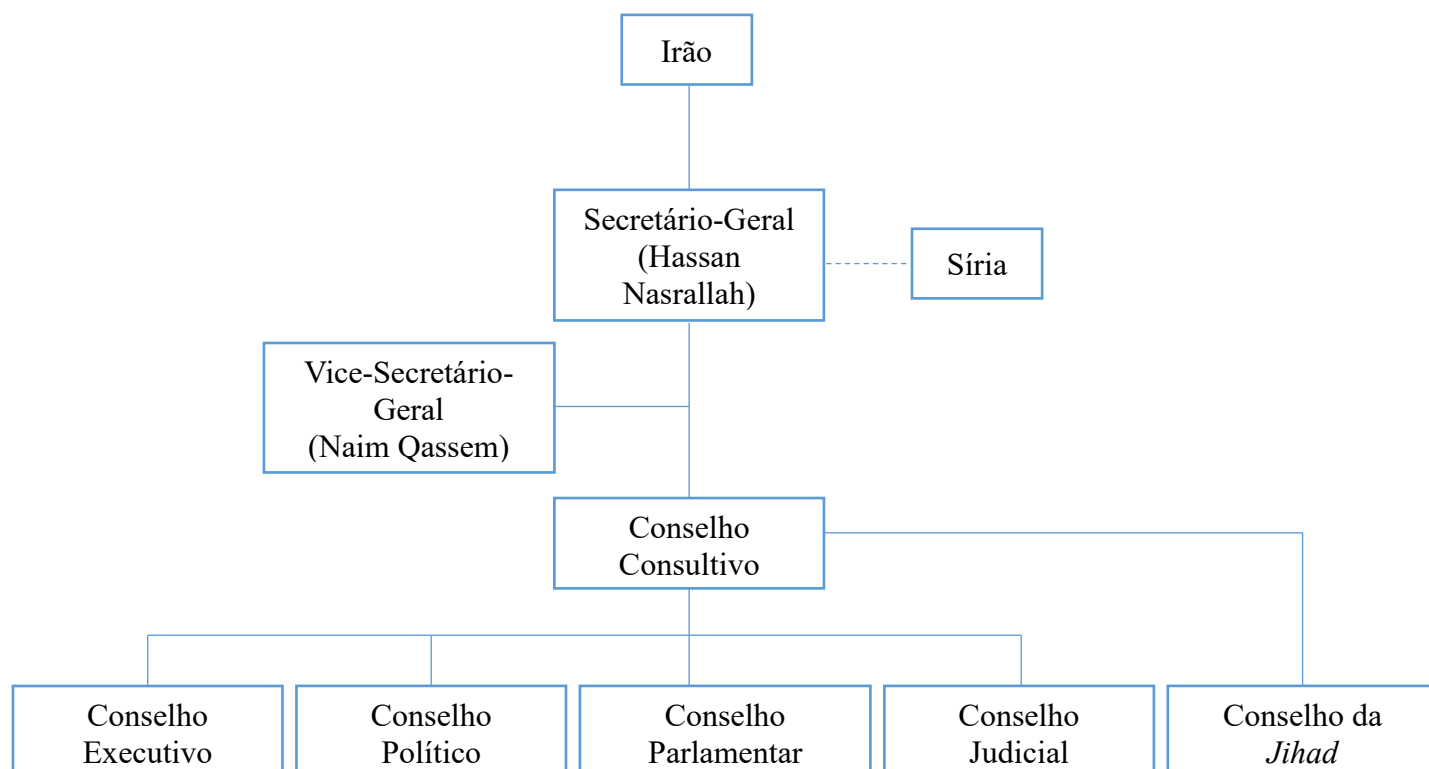 Irão
Secretário-Geral
(Hassan
Nasrallah)
Síria
Vice-Secretário-
Geral
(Naim Qassem)
Conselho
Consultivo
Conselho
Executivo
Conselho
Político
Conselho
Parlamentar
Conselho
Judicial
Conselho da
Jihad